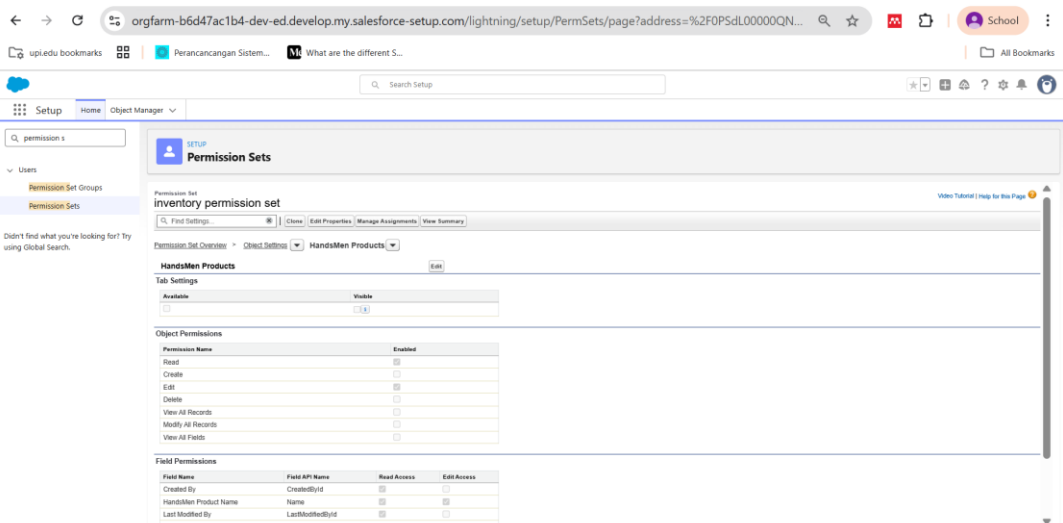 orgfarm-b6d47ac1b4-dev-ed.develop.my.salesforce-setup.com/lightning/setup/PermSets/page?address=%2F0PSdL00000QN...
School
upi.edu bookmarks
Perancancangan Sistem...
What are the different S...
All Bookmarks
Search Setup
Setup
Home
Object Manager
permission s
SETUP
Permission Sets
Users
Permission Set Groups
Permission Sets
Didn't find what you're looking for? Try
using Global Search.
Permission Set
inventory permission set
Video Tutorial | Help for this Page
Find Settings...
Clone
Edit Properties
Manage Assignments
View Summary
Permission Set Overview > Object Settings HandsMen Products
HandsMen Products
Edit
Tab Settings
Available Visible
Object Permissions
Permission Name Enabled
Read
Create
Edit
Delete
View All Records
Modify All Records
View All Fields
Field Permissions
Field Name Field API Name Read Access Edit Access
Created By CreatedById
HandsMen Product Name Name
Last Modified By LastModifiedById